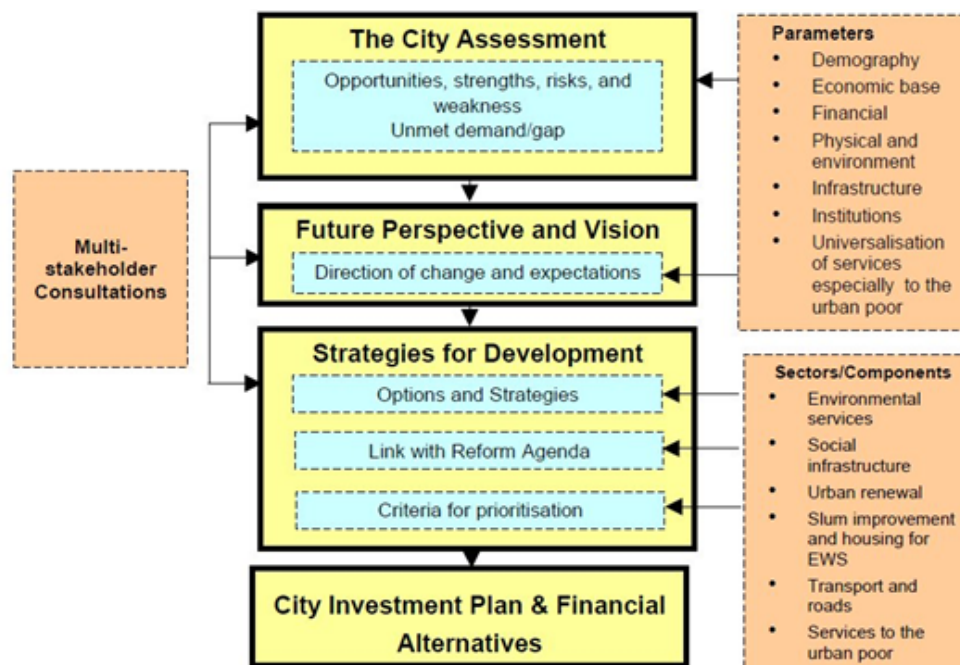 The City Assessment
Opportunities, strengths, risks, and
weakness
Unmet demand/gap
Multi-
stakeholder
Consultations
Future Perspective and Vision
Direction of change and expectations
Strategies for Development
Options and Strategies
Link with Reform Agenda
Criteria for prioritisation
City Investment Plan & Financial
Alternatives
Parameters
• Demography
• Economic base
• Financial
• Physical and
environment
• Infrastructure
• Institutions
• Universalisation
of services
especially to the
urban poor
Sectors/Components
• Environmental
services
• Social
infrastructure
• Urban renewal
• Slum improvement
and housing for
EWS
• Transport and
roads
• Services to the
urban poor